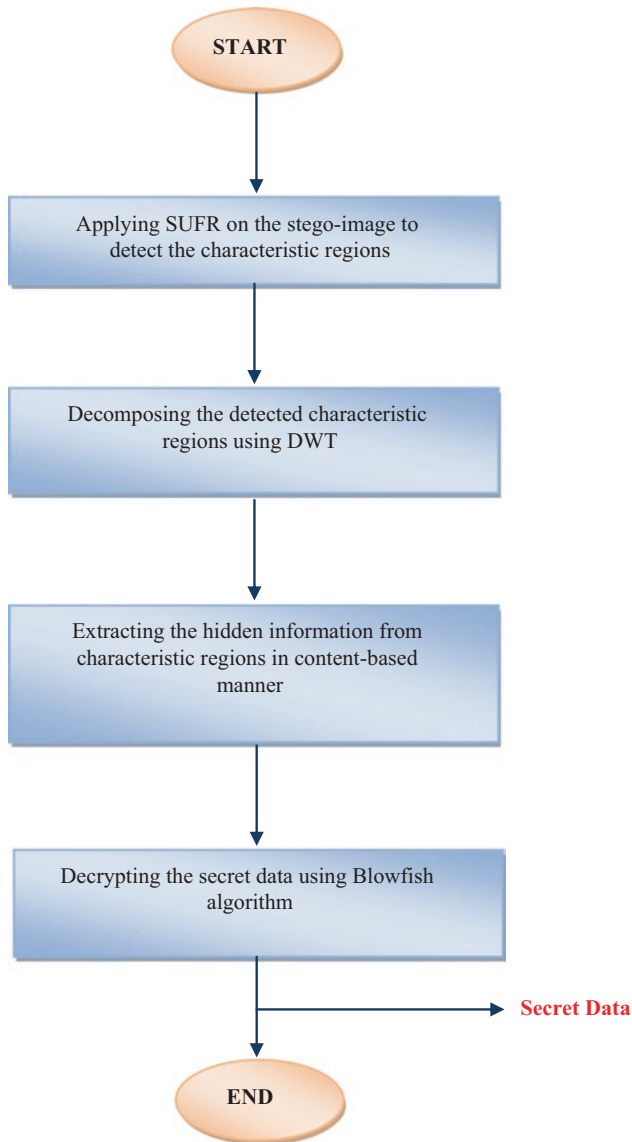 START
Applying SUFR on the stego-image to
detect the characteristic regions
Decomposing the detected characteristic
regions using DWT
Extracting the hidden information from
characteristic regions in content-based
manner
Decrypting the secret data using Blowfish
algorithm
Secret Data
END